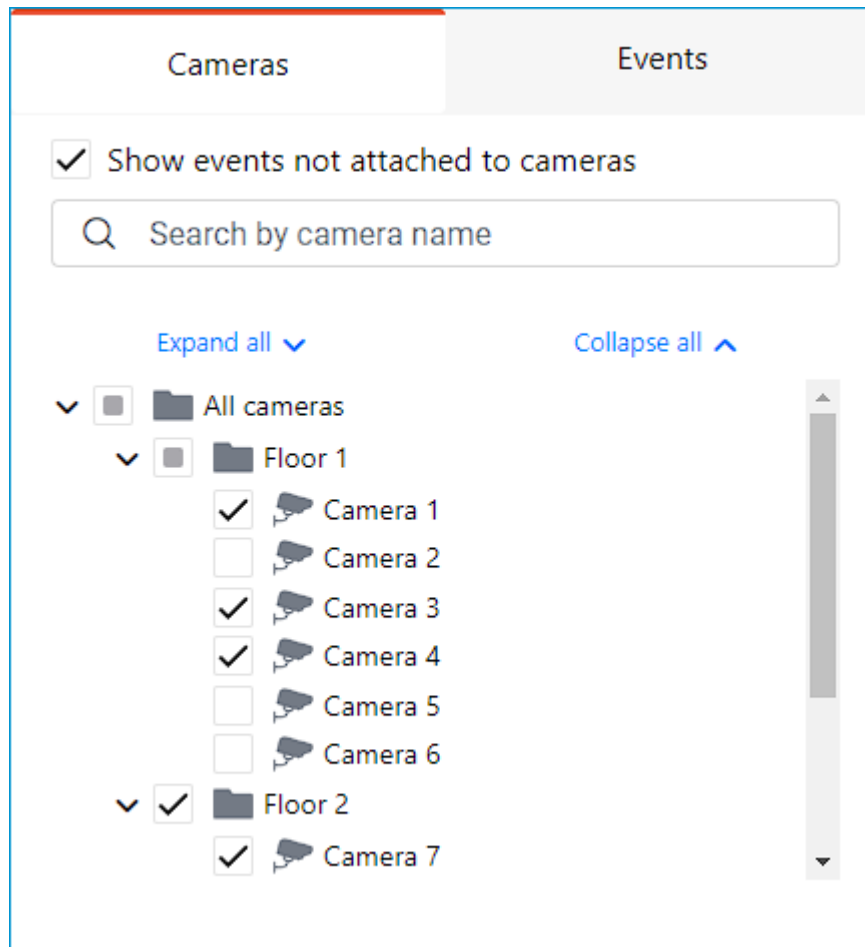 Cameras Events
Show events not attached to cameras
Search by camera name
Expand all Collapse all
All cameras
Floor 1
Camera 1
Camera 2
Camera 3
Camera 4
Camera 5
Camera 6
Floor 2
Camera 7